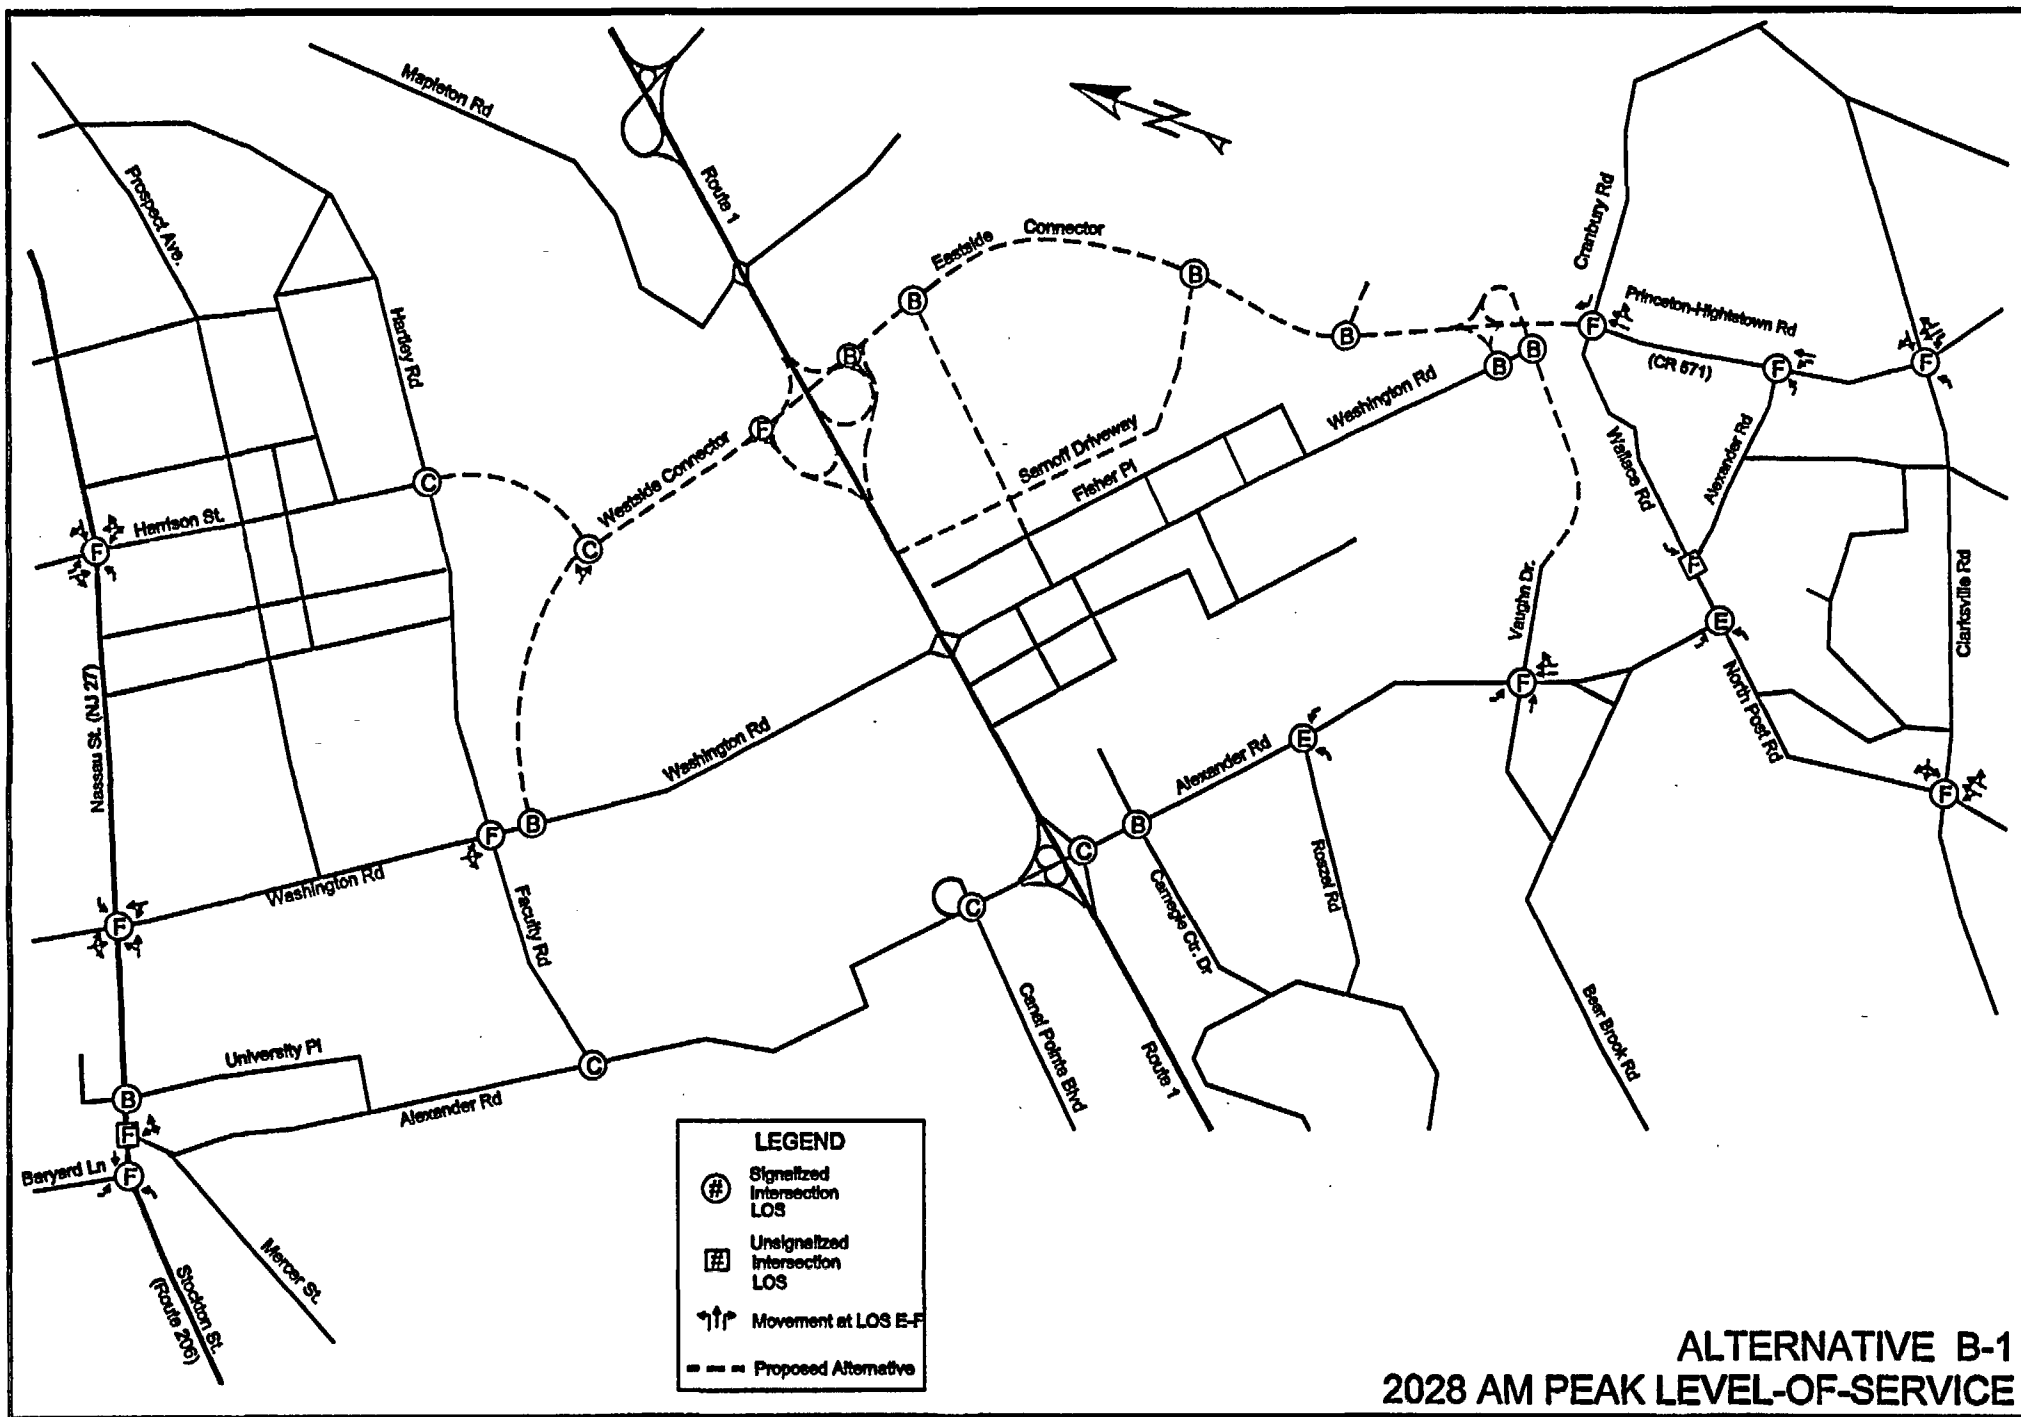 Mapleton Rd
Prospect Ave.
Route 1
Cranbury Rd
Eastside
Connector
Princeton-Hightstown Rd
(CR 571)
Hartley Rd
B
B
B
B
B
B
F
F
F
F
Washington Rd
Westside Connector
Sarnoff Driveway
Fisher Pl
Wallace Rd
Alexander Rd
C
Harrison St.
F
C
F
E
Vaughn Dr.
Clarksville Rd
Nassau St. (NJ 27)
Washington Rd
F
North Post Rd
E
Alexander Rd
F
B
F
B
C
Roszel Rd
Washington Rd
Faculty Rd
F
C
Carnegie Ctr. Dr
Canal Pointe Blvd
Route 1
Bear Brook Rd
University Pl
C
B
Alexander Rd
F
Baryard Ln
F
Mercer St.
Stockton St.
(Route 206)
LEGEND
# Signalized
Intersection
LOS
# Unsignalized
Intersection
LOS
Movement at LOS E-F
Proposed Alternative
N
ALTERNATIVE B-1
2028 AM PEAK LEVEL-OF-SERVICE